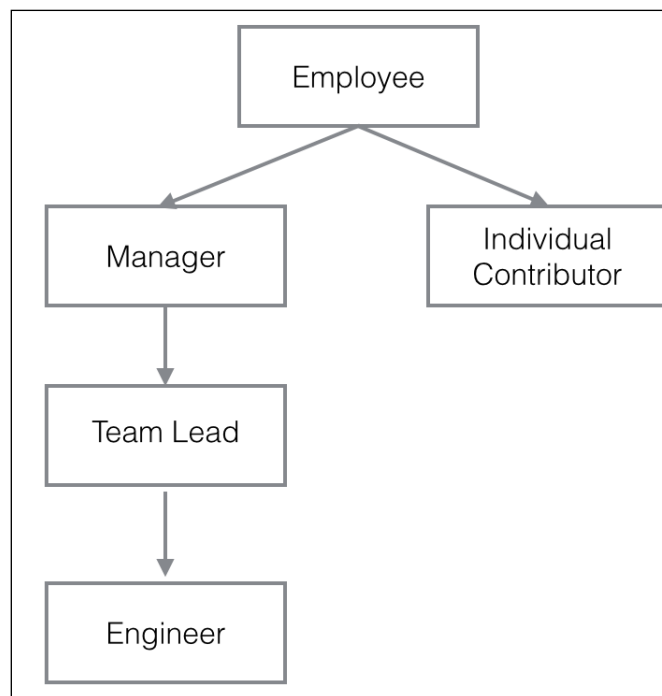 Employee
Manager
Individual
Contributor
Team Lead
Engineer